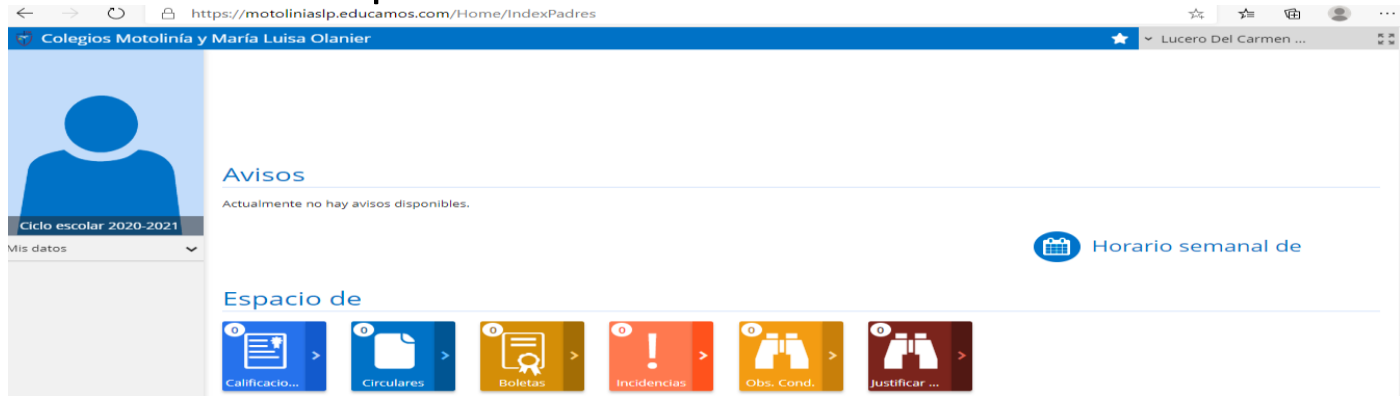 https://motoliniaslp.educamos.com/Home/IndexPadres
Colegios Motolinía y María Luisa Olanier
Lucero Del Carmen ...
Avisos
Actualmente no hay avisos disponibles.
Ciclo escolar 2020-2021
Mis datos
Horario semanal de
Espacio de
0 0 0 0 0 0
Calificacio... Circulares Boletas Incidencias Obs. Cond. Justificar ...